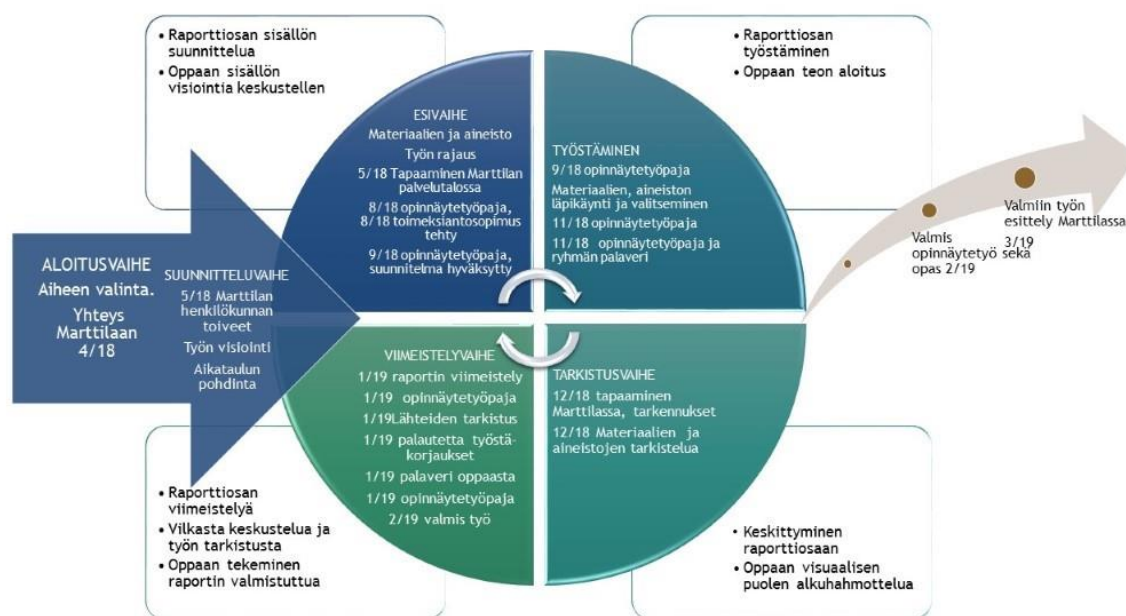 • Raporttiosan sisällön
suunnittelua
• Oppaan sisällön
visiointia keskustellen
• Raporttiosan
työstäminen
• Oppaan teon aloitus
ALOITUSVAIHE
Aiheen valinta.
Yhteys
Marttilaan
4/18
SUUNNITTELUVAIHE
5/18 Marttilan
henkilökunnan
toiveet
Työn visiointi
Aikataulun
pohdinta
ESIVAIHE
Materiaalien ja aineisto
Työn rajaus
5/18 Tapaaminen Marttilan
palvelutalossa
8/18 opinnäytetyöpaja,
8/18 toimeksiantosopimus
tehty
9/18 opinnäytetyöpaja,
suunnitelma hyväksytty
TYÖSTÄMINEN
9/18 opinnäytetyöpaja
Materiaalien, aineiston
läpikäynti ja valitseminen
11/18 opinnäytetyöpaja
11/18 opinnäytetyöpaja ja
ryhmän palaveri
Valmis
opinnäytetyö sekä
opas 2/19
Valmiin työn
esittely Marttilassa
3/19
VIIMEISTELYVAIHE
1/19 raportin viimeistely
1/19 opinnäytetyöpaja
1/19Lähteiden tarkistus
1/19 palautetta työstä-
korjaukset
1/19 palaveri oppaasta
1/19 opinnäytetyöpaja
2/19 valmis työ
TARKISTUSVAIHE
12/18 tapaaminen
Marttilassa, tarkennukset
12/18 Materiaalien ja
aineistojen tarkistelua
• Raporttiosan
viimeistelyä
• Vilkasta keskustelua ja
työn tarkistusta
• Oppaan tekeminen
raportin valmistuttua
• Keskittyminen
raporttiosaan
• Oppaan visuaalisen
puolen alkuhahmottelua